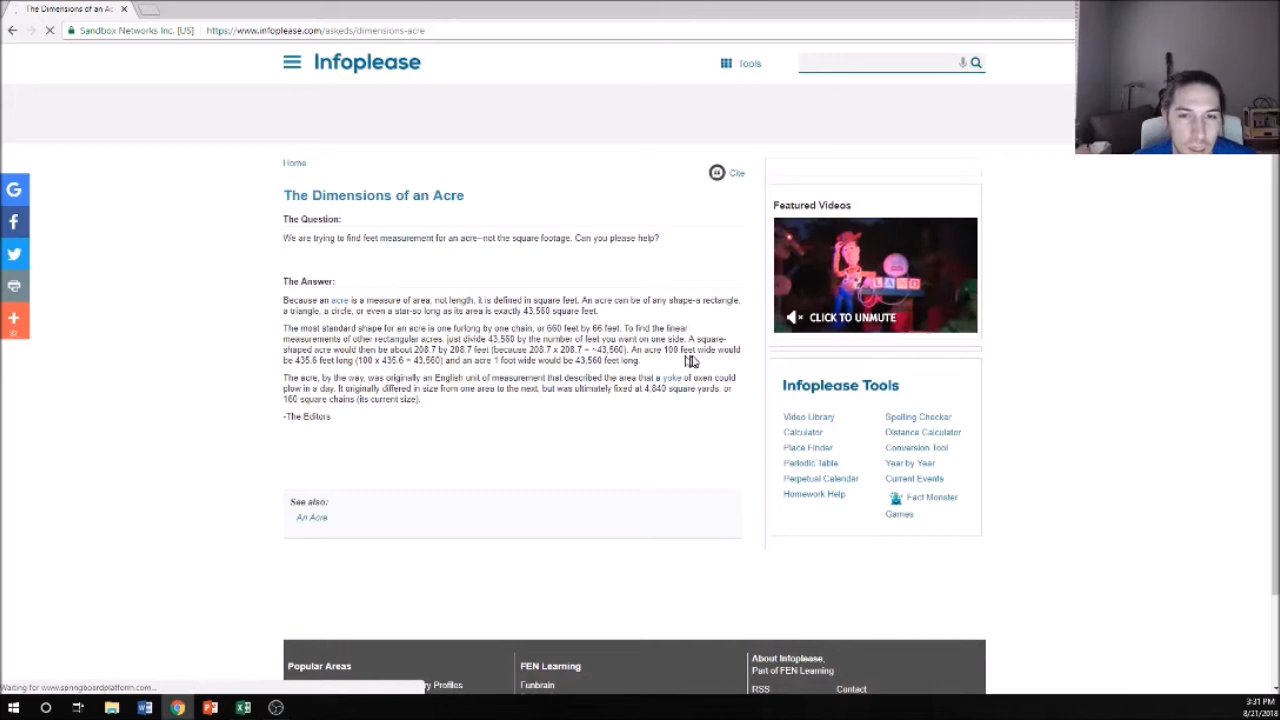 The Dimensions of an Ac
Sandbox Networks Inc. [US]
https://www.infoplease.com/askeds/dimensions-acre
Infoplease
Tools
Home
Cite
The Dimensions of an Acre
The Question:
We are trying to find feet measurement for an acre--not the square footage. Can you please help?
The Answer:
Because an acre is a measure of area, not length, it is defined in square feet. An acre can be of any shape-a rectangle,
a triangle, a circle, or even a star-so long as its area is exactly 43,560 square feet.
The most standard shape for an acre is one furlong by one chain, or 660 feet by 66 feet. To find the linear
measurements of other rectangular acres, just divide 43,560 by the number of feet you want on one side. A square-
shaped acre would then be about 208.7 by 208.7 feet (because 208.7 x 208.7 = ~43,560). An acre 100 feet wide would
be 435.6 feet long (100 x 435.6 = 43,560) and an acre 1 foot wide would be 43,560 feet long.
The acre, by the way, was originally an English unit of measurement that described the area that a yoke of oxen could
plow in a day. It originally differed in size from one area to the next, but was ultimately fixed at 4,840 square yards, or
160 square chains (its current size).
-The Editors
See also:
An Acre
Featured Videos
LAND
CLICK TO UNMUTE
Infoplease Tools
Video Library
Spelling Checker
Calculator
Distance Calculator
Place Finder
Conversion Tool
Periodic Table
Year by Year
Perpetual Calendar
Current Events
Homework Help
Fact Monster
Games
Popular Areas
FEN Learning
About Infoplease,
Part of FEN Learning
ry Profiles
Funbrain
RSS
Contact
Waiting for www.springboardplatform.com...
3:31 PM
8/21/2018